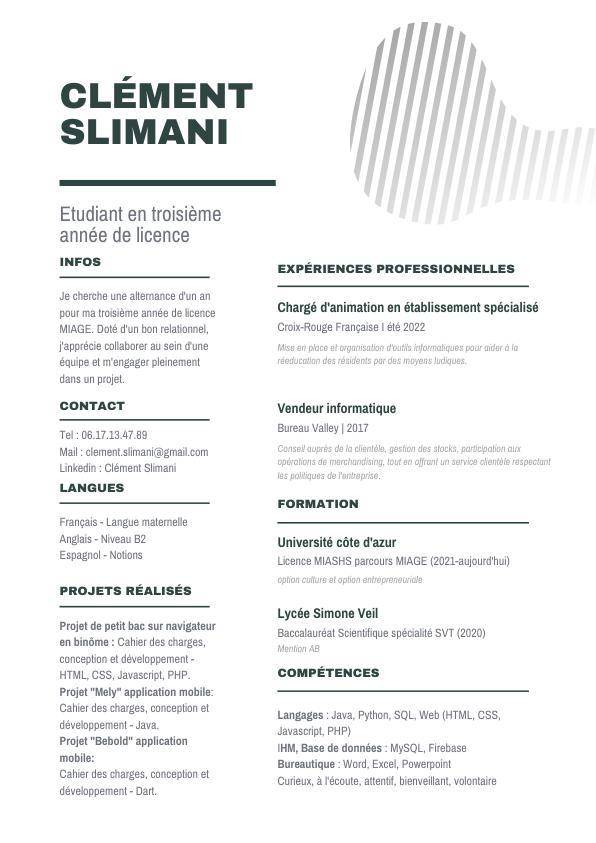 CLÉMENT
SLIMANI
Etudiant en troisième
année de licence
INFOS
Je cherche une alternance d'un an
pour ma troisième année de licence
MIAGE. Doté d'un bon relationnel,
j'apprécie collaborer au sein d'une
équipe et m'engager pleinement
dans un projet.
CONTACT
Tel : 06.17.13.47.89
Mail : clement.slimani@gmail.com
Linkedin : Clément Slimani
LANGUES
Français - Langue maternelle
Anglais - Niveau B2
Espagnol - Notions
PROJETS RÉALISÉS
Projet de petit bac sur navigateur
en binôme : Cahier des charges,
conception et développement -
HTML, CSS, Javascript, PHP.
Projet "Mely" application mobile:
Cahier des charges, conception et
développement - Java.
Projet "Bebold" application
mobile:
Cahier des charges, conception et
développement - Dart.
EXPÉRIENCES PROFESSIONNELLES
Chargé d'animation en établissement spécialisé
Croix-Rouge Française I été 2022
Mise en place et organisation d'outils informatiques pour aider à la
rééducation des résidents par des moyens ludiques.
Vendeur informatique
Bureau Valley | 2017
Conseil auprès de la clientèle, gestion des stocks, participation aux
opérations de merchandising, tout en offrant un service clientèle respectant
les politiques de l'entreprise.
FORMATION
Université côte d'azur
Licence MIASHS parcours MIAGE (2021-aujourd'hui)
option culture et option entrepreneuriale
Lycée Simone Veil
Baccalauréat Scientifique spécialité SVT (2020)
Mention AB
COMPÉTENCES
Langages : Java, Python, SQL, Web (HTML, CSS,
Javascript, PHP)
IHM, Base de données : MySQL, Firebase
Bureautique : Word, Excel, Powerpoint
Curieux, à l'écoute, attentif, bienveillant, volontaire